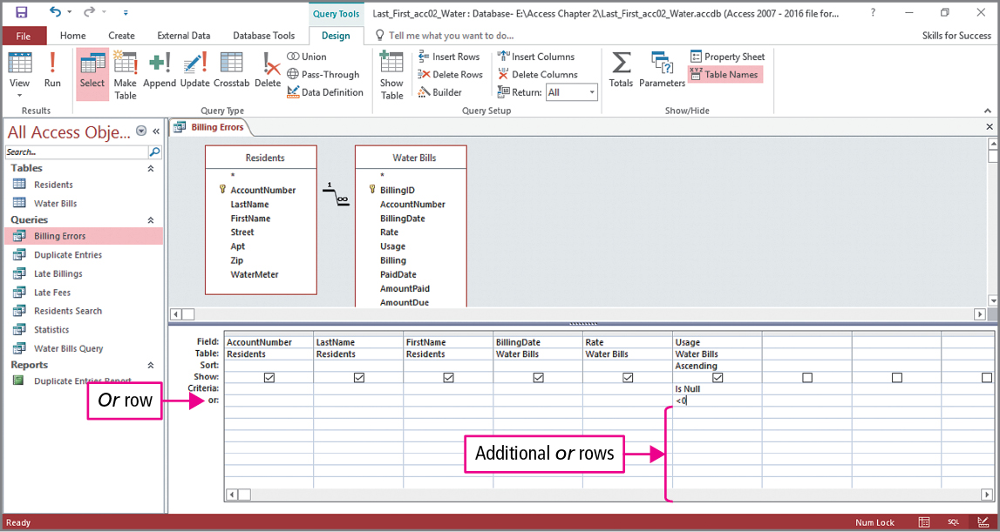 Query Tools
Last_First_acc02_Water : Database- E:\Access Chapter 2\Last_First_acc02_Water.accdb (Access 2007 - 2016 file for...
?
File
Home
Create
External Data
Database Tools
Design
Tell me what you want to do...
Skills for Success
View
Run
Select
Make Table
Append
Update
Crosstab
Delete
Union
Pass-Through
Data Definition
Show Table
Insert Rows
Delete Rows
Builder
Insert Columns
Delete Columns
Return: All
Totals
Parameters
Property Sheet
Table Names
Results
Query Type
Query Setup
Show/Hide
All Access Obje...
Search...
Tables
Residents
Water Bills
Queries
Billing Errors
Duplicate Entries
Late Billings
Late Fees
Residents Search
Statistics
Water Bills Query
Reports
Duplicate Entries Report
Billing Errors
Residents
*
AccountNumber
LastName
FirstName
Street
Apt
Zip
WaterMeter
1
∞
Water Bills
*
BillingID
AccountNumber
BillingDate
Rate
Usage
Billing
PaidDate
AmountPaid
AmountDue
Field: AccountNumber LastName FirstName BillingDate Rate Usage
Table: Residents Residents Residents Water Bills Water Bills Water Bills
Sort: Ascending
Show:
Criteria: Is Null
or: <0
Or row
Additional or rows
Ready
Num Lock
SQL